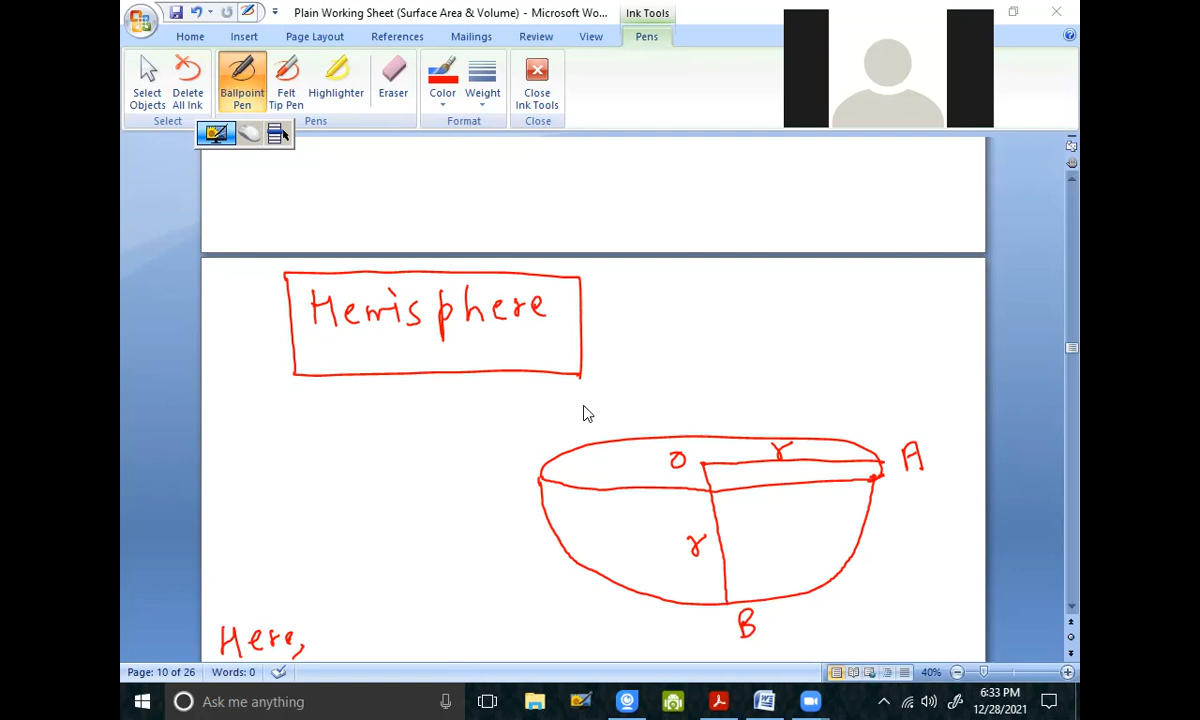 Plain Working Sheet (Surface Area & Volume) - Microsoft Wo...
Ink Tools
Home
Insert
Page Layout
References
Mailings
Review
View
Pens
Select Objects
Delete All Ink
Ballpoint Pen
Felt Tip Pen
Highlighter
Eraser
Color
Weight
Close Ink Tools
Select
Pens
Format
Close
Hemisphere
O
r
A
r
B
Here,
Page: 10 of 26
Words: 0
40%
Ask me anything
6:33 PM
12/28/2021